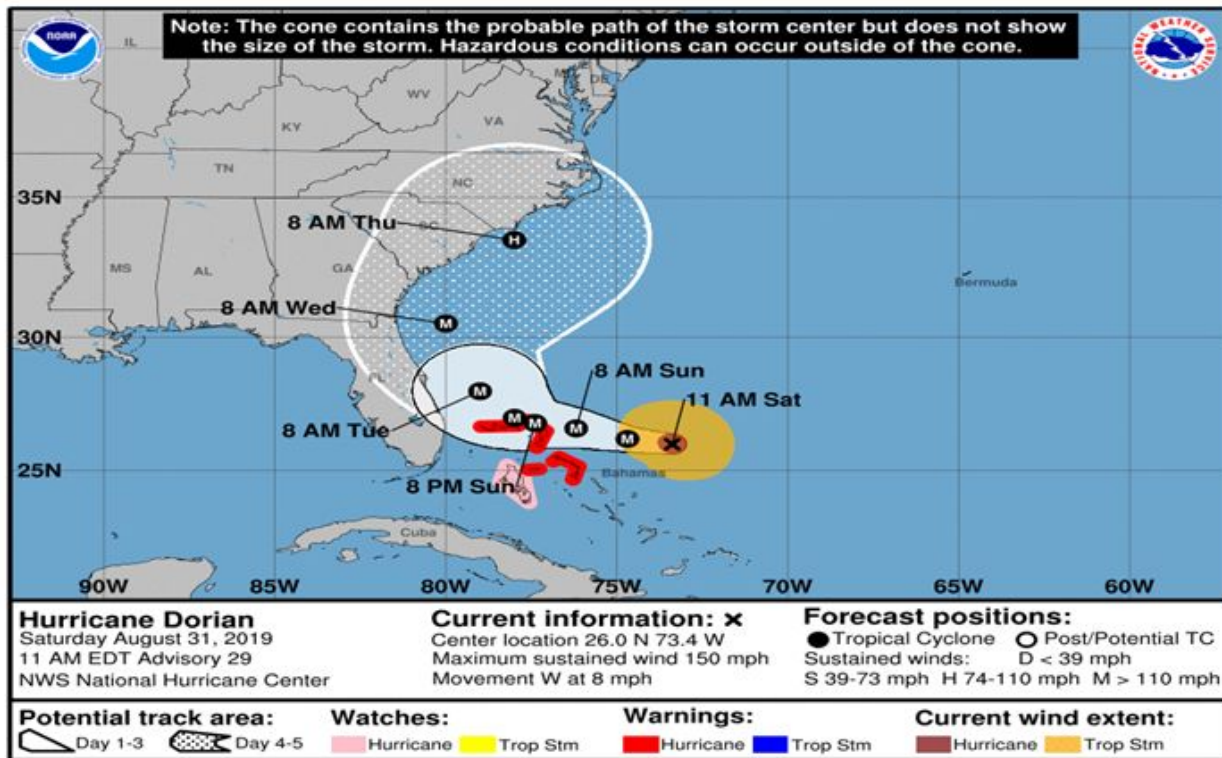 Note: The cone contains the probable path of the storm center but does not show
the size of the storm. Hazardous conditions can occur outside of the cone.
NOAA
NATIONAL WEATHER SERVICE
IL
WV
DE
KY
VA
TN
NC
35N
8 AM Thu
H
SC
MS
AL
GA
Bermuda
8 AM Wed
M
30N
FL
8 AM Sun
M
11 AM Sat
8 AM Tue
M
M
M
M
25N
Bahamas
8 PM Sun
Cuba
90W
85W
80W
75W
70W
65W
60W
Hurricane Dorian
Saturday August 31, 2019
11 AM EDT Advisory 29
NWS National Hurricane Center
Current information: ×
Center location 26.0 N 73.4 W
Maximum sustained wind 150 mph
Movement W at 8 mph
Forecast positions:
Tropical Cyclone Post/Potential TC
Sustained winds: D < 39 mph
S 39-73 mph H 74-110 mph M > 110 mph
Potential track area:
Day 1-3 Day 4-5
Watches:
Hurricane Trop Stm
Warnings:
Hurricane Trop Stm
Current wind extent:
Hurricane Trop Stm